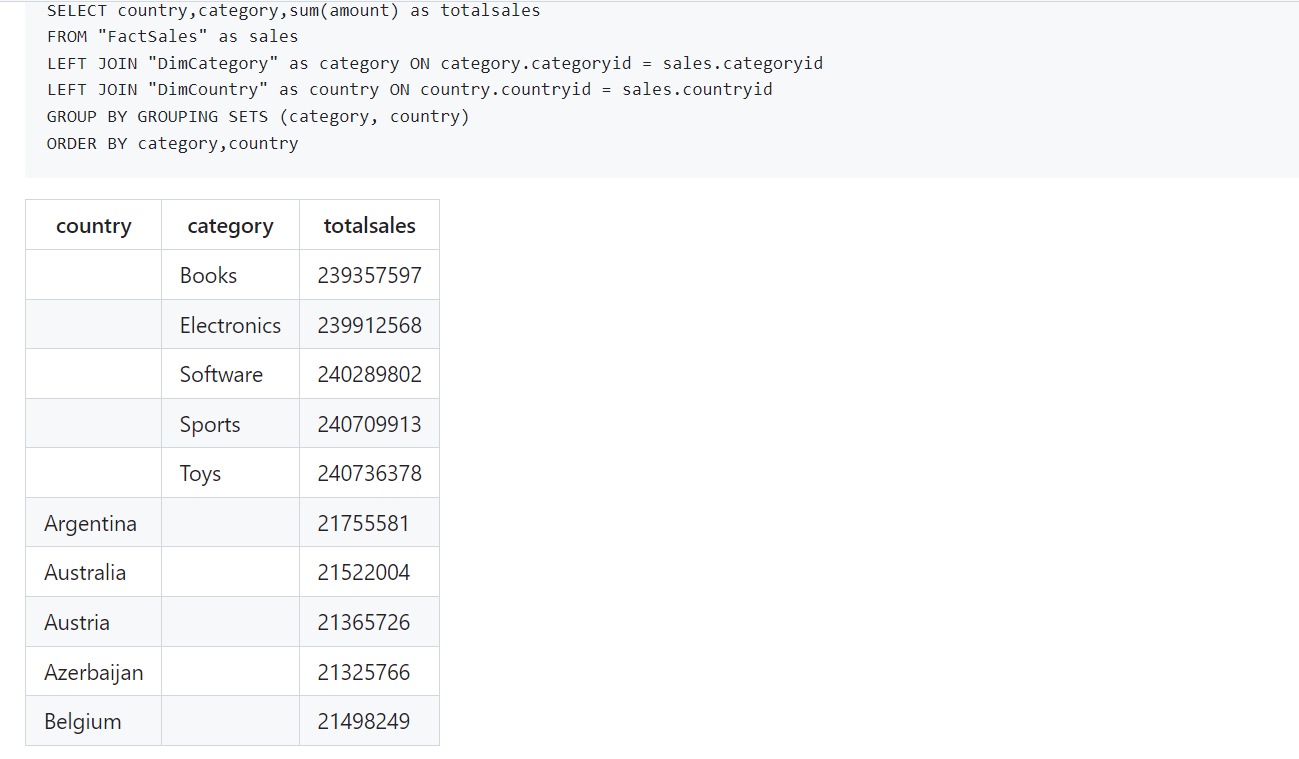 SELECT country,category,sum(amount) as totalsales
FROM "FactSales" as sales
LEFT JOIN "DimCategory" as category ON category.categoryid = sales.categoryid
LEFT JOIN "DimCountry" as country ON country.countryid = sales.countryid
GROUP BY GROUPING SETS (category, country)
ORDER BY category,country
country category totalsales
Books 239357597
Electronics 239912568
Software 240289802
Sports 240709913
Toys 240736378
Argentina 21755581
Australia 21522004
Austria 21365726
Azerbaijan 21325766
Belgium 21498249